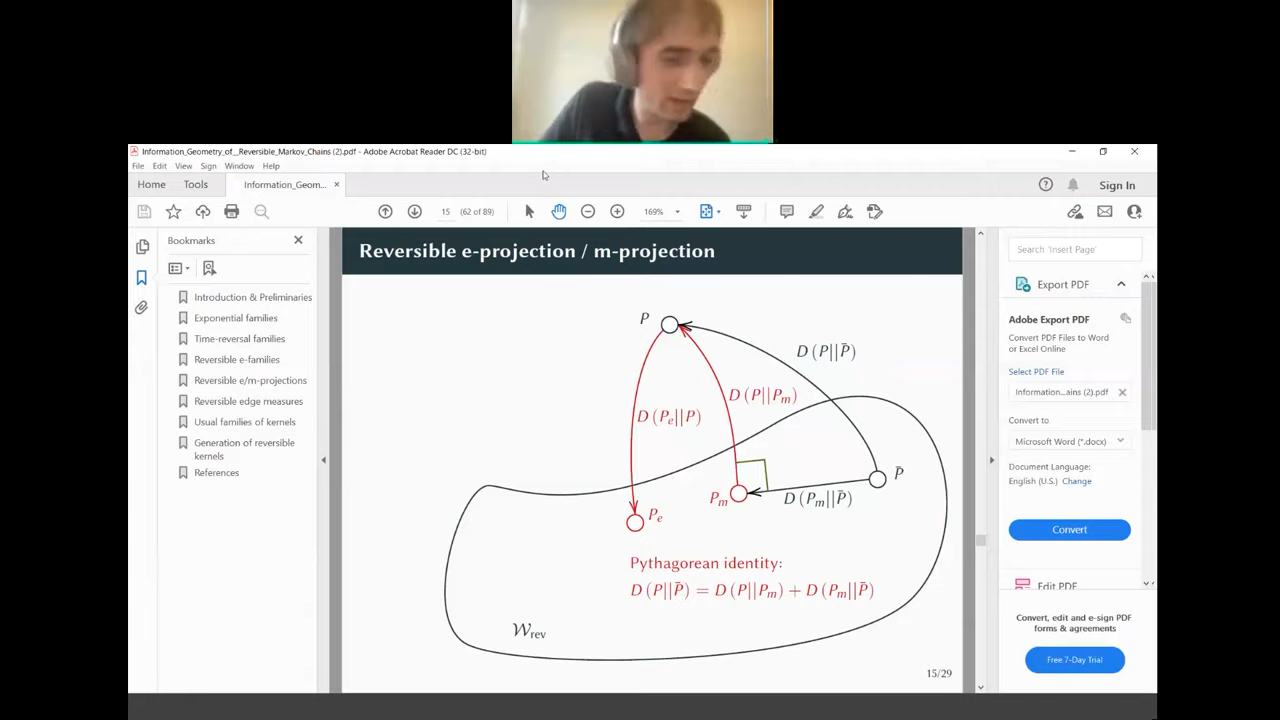 Information_Geometry_of__Reversible_Markov_Chains (2).pdf - Adobe Acrobat Reader DC (32-bit)
File Edit View Sign Window Help
Home Tools Information_Geom... ×
Sign In
15 (62 of 89)
169%
Bookmarks
Introduction & Preliminaries
Exponential families
Time-reversal families
Reversible e-families
Reversible e/m-projections
Reversible edge measures
Usual families of kernels
Generation of reversible
kernels
References
Reversible e-projection / m-projection
P
D (P||P̄)
D (P||Pₘ)
D (Pₑ||P)
P̄
Pₘ
D (Pₘ||P̄)
Pₑ
Pythagorean identity:
D (P||P̄) = D (P||Pₘ) + D (Pₘ||P̄)
𝒲rev
15/29
Search 'Insert Page'
Export PDF
Adobe Export PDF
Convert PDF Files to Word
or Excel Online
Select PDF File
Information...ains (2).pdf
Convert to
Microsoft Word (*.docx)
Document Language:
English (U.S.) Change
Convert
Edit PDF
Convert, edit and e-sign PDF
forms & agreements
Free 7-Day Trial